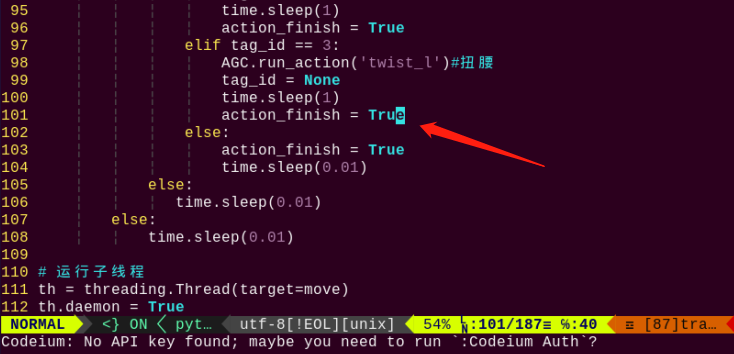 95 time.sleep(1)
96 action_finish = True
97 elif tag_id == 3:
98 AGC.run_action('twist_l')#扭腰
99 tag_id = None
100 time.sleep(1)
101 action_finish = True
102 else:
103 action_finish = True
104 time.sleep(0.01)
105 else:
106 time.sleep(0.01)
107 else:
108 time.sleep(0.01)
109
110 # 运行子线程
111 th = threading.Thread(target=move)
112 th.daemon = True
NORMAL <} ON pyt… utf-8[!EOL][unix] 54% :101/187≡ ℅:40 [87]tra…
Codeium: No API key found; maybe you need to run `:Codeium Auth`?